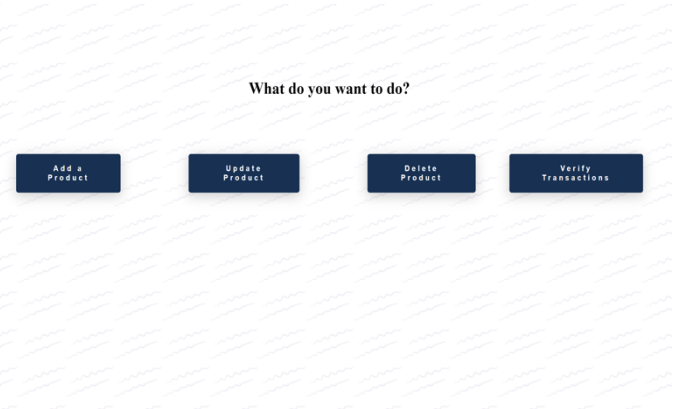 What do you want to do?
Add a
Product
Update
Product
Delete
Product
Verify
Transactions